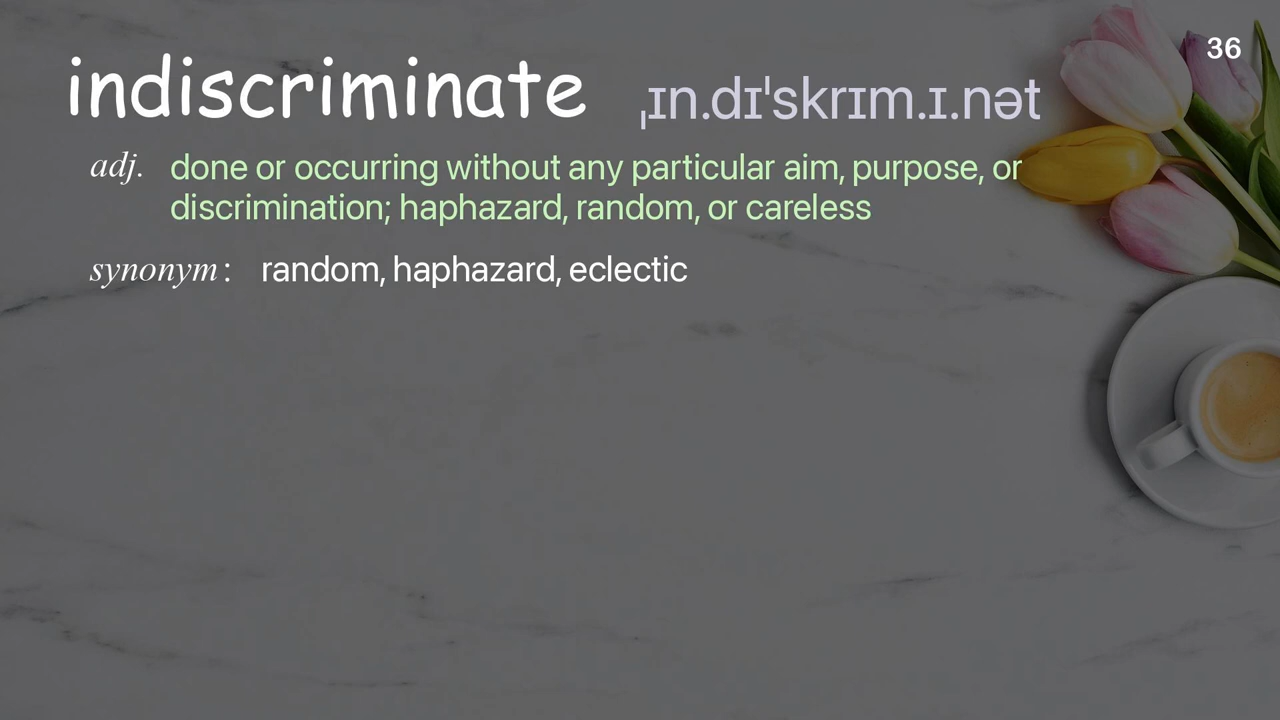 36
indiscriminate ˌɪn.dɪˈskrɪm.ɪ.nət
adj. done or occurring without any particular aim, purpose, or
discrimination; haphazard, random, or careless
synonym: random, haphazard, eclectic